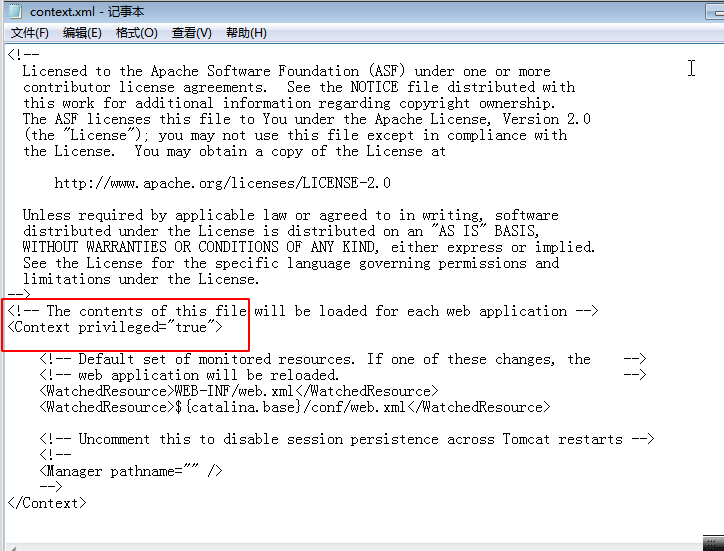 context.xml - 记事本
文件(F) 编辑(E) 格式(O) 查看(V) 帮助(H)
<!--
  Licensed to the Apache Software Foundation (ASF) under one or more
  contributor license agreements.  See the NOTICE file distributed with
  this work for additional information regarding copyright ownership.
  The ASF licenses this file to You under the Apache License, Version 2.0
  (the "License"); you may not use this file except in compliance with
  the License.  You may obtain a copy of the License at

      http://www.apache.org/licenses/LICENSE-2.0

  Unless required by applicable law or agreed to in writing, software
  distributed under the License is distributed on an "AS IS" BASIS,
  WITHOUT WARRANTIES OR CONDITIONS OF ANY KIND, either express or implied.
  See the License for the specific language governing permissions and
  limitations under the License.
-->
<!-- The contents of this file will be loaded for each web application -->
<Context privileged="true">

    <!-- Default set of monitored resources. If one of these changes, the    -->
    <!-- web application will be reloaded.                                   -->
    <WatchedResource>WEB-INF/web.xml</WatchedResource>
    <WatchedResource>${catalina.base}/conf/web.xml</WatchedResource>

    <!-- Uncomment this to disable session persistence across Tomcat restarts -->
    <!--
    <Manager pathname="" />
    -->
</Context>